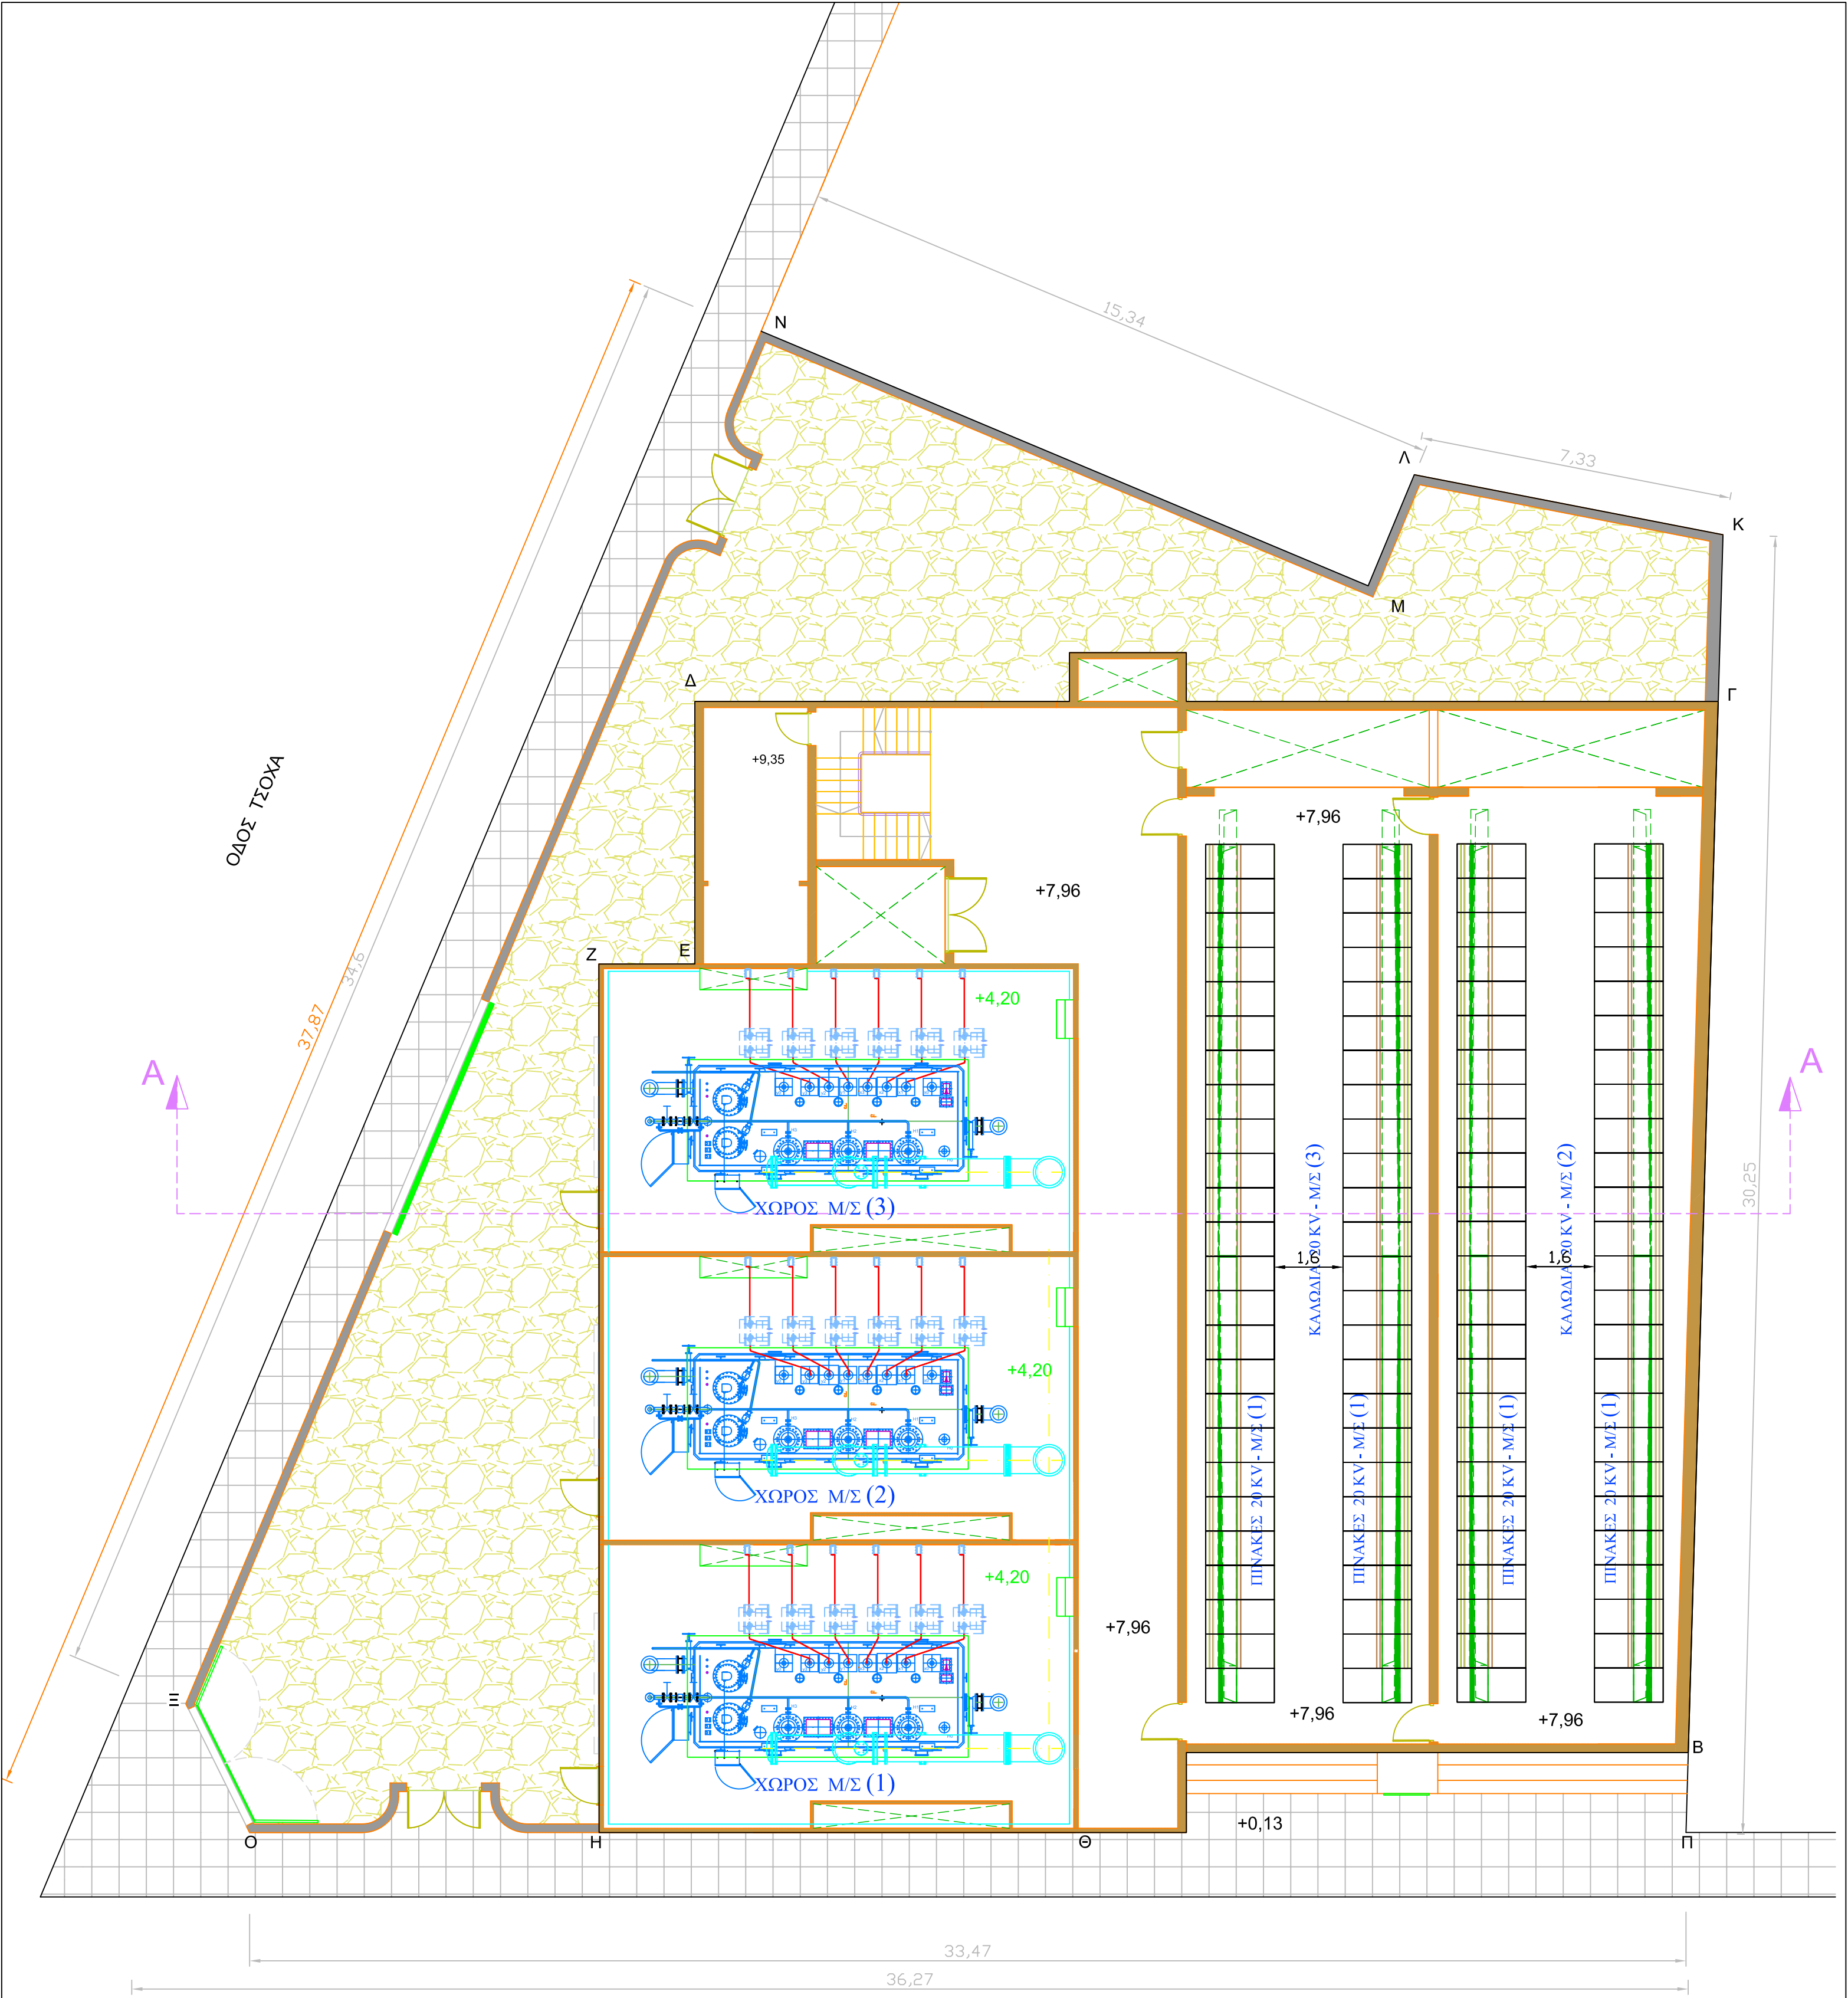 N
15,34
Λ
7,33
K
M
Δ
Γ
+9,35
ΟΔΟΣ ΤΣΟΧΑ
+7,96
+7,96
Z
E
+4,20
34,6
37,87
A
A
ΚΑΛΩΔΙΑ 20 KV - Μ/Σ (3)
ΚΑΛΩΔΙΑ 20 KV - Μ/Σ (2)
30,25
ΧΩΡΟΣ Μ/Σ (3)
1,6
1,6
+4,20
ΠΙΝΑΚΕΣ 20 KV - Μ/Σ (1)
ΠΙΝΑΚΕΣ 20 KV - Μ/Σ (1)
ΠΙΝΑΚΕΣ 20 KV - Μ/Σ (1)
ΠΙΝΑΚΕΣ 20 KV - Μ/Σ (1)
ΧΩΡΟΣ Μ/Σ (2)
+4,20
+7,96
Ξ
+7,96
+7,96
B
ΧΩΡΟΣ Μ/Σ (1)
+0,13
O
H
Θ
Π
33,47
36,27